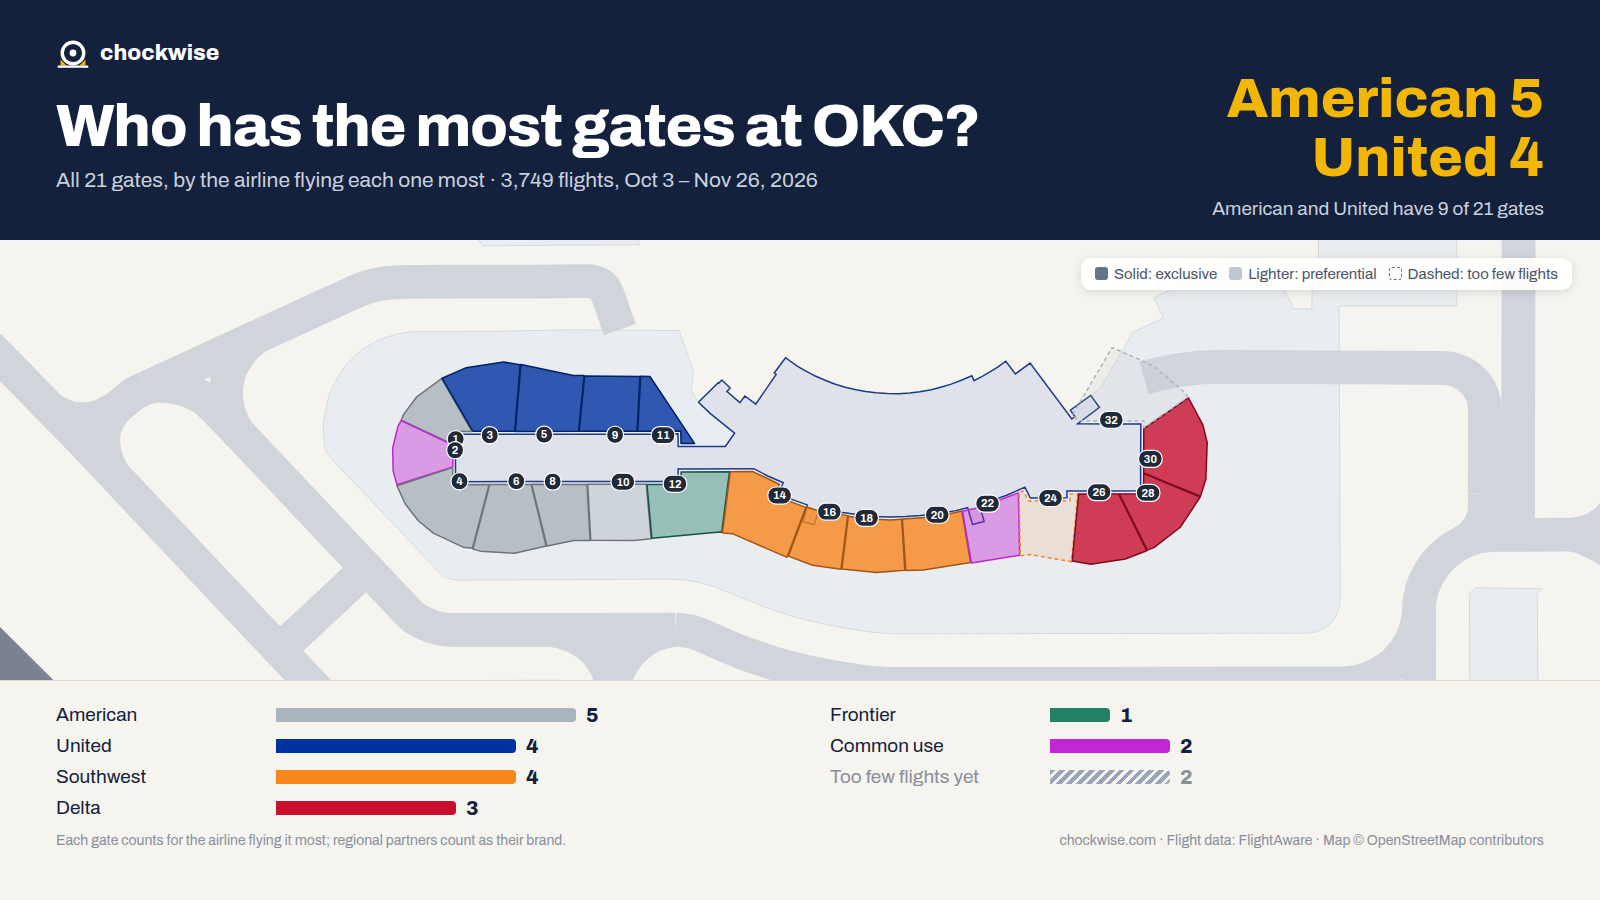 chockwise
Who has the most gates at OKC?
All 21 gates, by the airline flying each one most · 3,749 flights, Oct 3 – Nov 26, 2026
American 5
United 4
American and United have 9 of 21 gates
Solid: exclusive
Lighter: preferential
Dashed: too few flights
1
2
3
5
9
11
4
6
8
10
12
14
16
18
20
22
24
26
28
30
32
American 5
United 4
Southwest 4
Delta 3
Frontier 1
Common use 2
Too few flights yet 2
Each gate counts for the airline flying it most; regional partners count as their brand.
chockwise.com · Flight data: FlightAware · Map © OpenStreetMap contributors